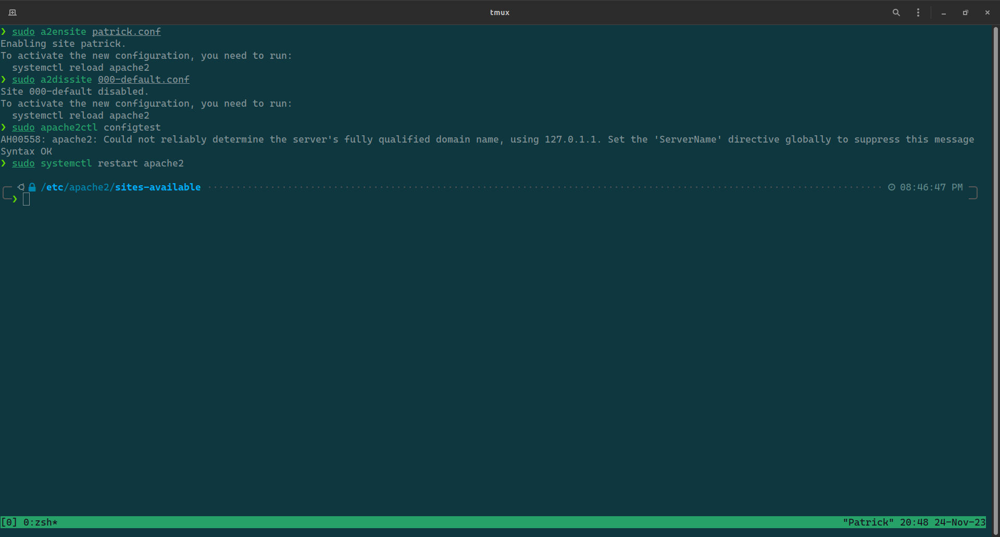 tmux
❯ sudo a2ensite patrick.conf
Enabling site patrick.
To activate the new configuration, you need to run:
  systemctl reload apache2
❯ sudo a2dissite 000-default.conf
Site 000-default disabled.
To activate the new configuration, you need to run:
  systemctl reload apache2
❯ sudo apache2ctl configtest
AH00558: apache2: Could not reliably determine the server's fully qualified domain name, using 127.0.1.1. Set the 'ServerName' directive globally to suppress this message
Syntax OK
❯ sudo systemctl restart apache2
/etc/apache2/sites-available 08:46:47 PM
❯
[0] 0:zsh* "Patrick" 20:48 24-Nov-23